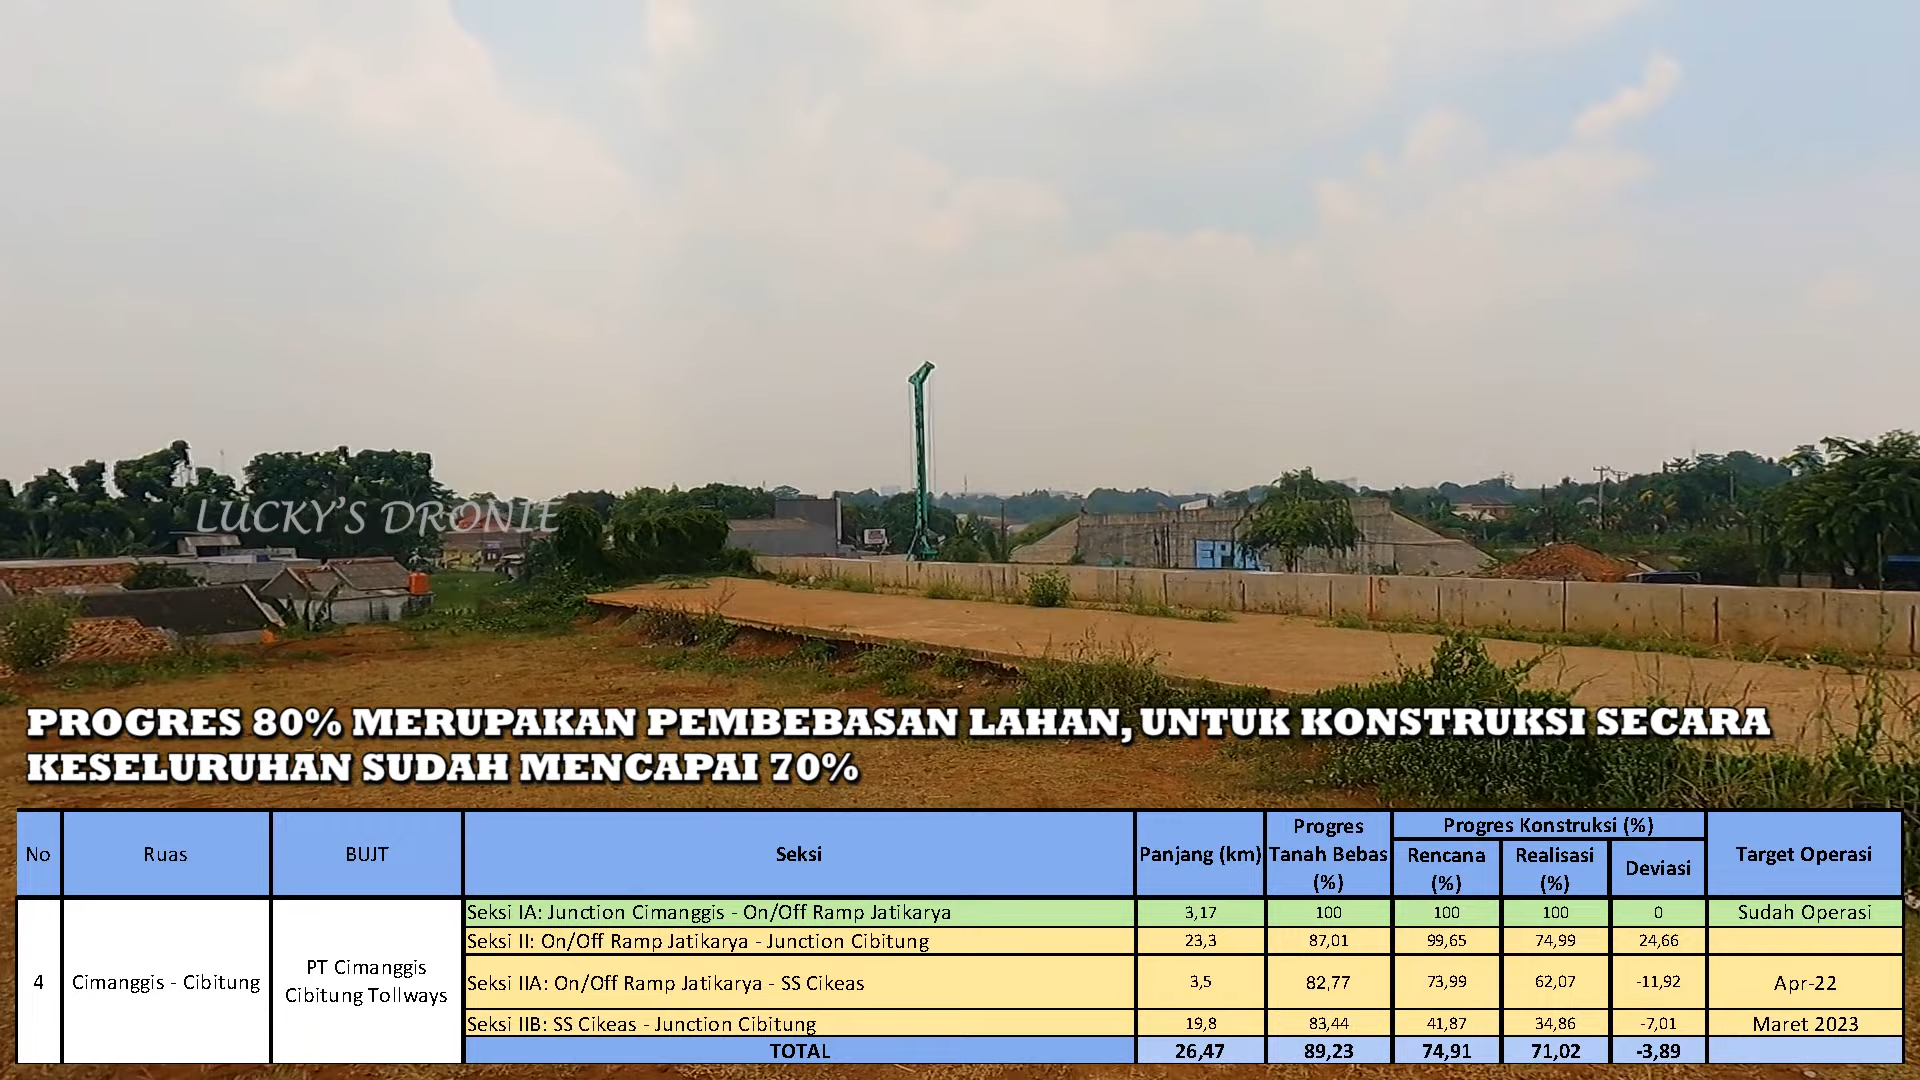 LUCKY'S DRONIE
PROGRES 80% MERUPAKAN PEMBEBASAN LAHAN, UNTUK KONSTRUKSI SECARA
KESELURUHAN SUDAH MENCAPAI 70%
No Ruas BUJT Seksi Panjang (km) Progres Tanah Bebas (%) Progres Konstruksi (%) Rencana (%) Realisasi (%) Deviasi Target Operasi
4 Cimanggis - Cibitung PT Cimanggis Cibitung Tollways
Seksi IA: Junction Cimanggis - On/Off Ramp Jatikarya 3,17 100 100 100 0 Sudah Operasi
Seksi II: On/Off Ramp Jatikarya - Junction Cibitung 23,3 87,01 99,65 74,99 24,66
Seksi IIA: On/Off Ramp Jatikarya - SS Cikeas 3,5 82,77 73,99 62,07 -11,92 Apr-22
Seksi IIB: SS Cikeas - Junction Cibitung 19,8 83,44 41,87 34,86 -7,01 Maret 2023
TOTAL 26,47 89,23 74,91 71,02 -3,89